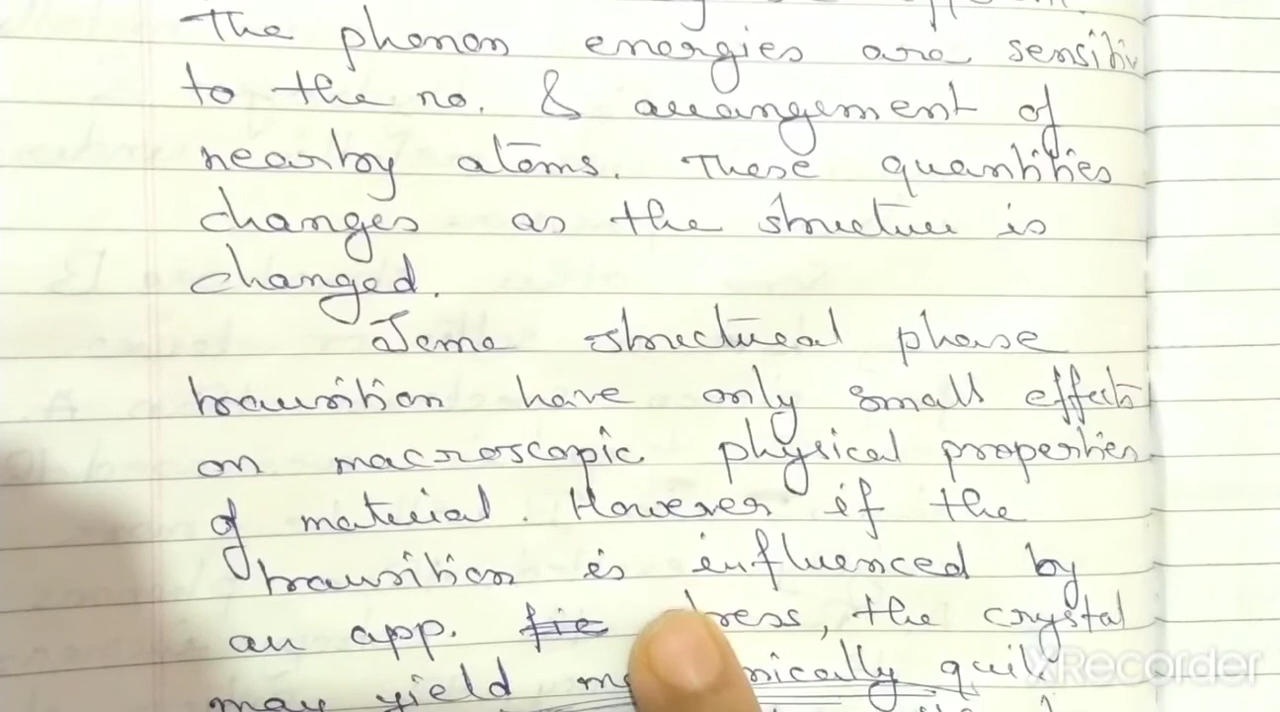 The phonon energies are sensitiv
to the no. & arrangement of
nearby atoms. These quantities
changes as the structure is
changed.
Some structural phase
transition have only small effects
on macroscopic physical properties
of material. However if the
transition is influenced by
an app. , the crystal
may yield
XRecorder